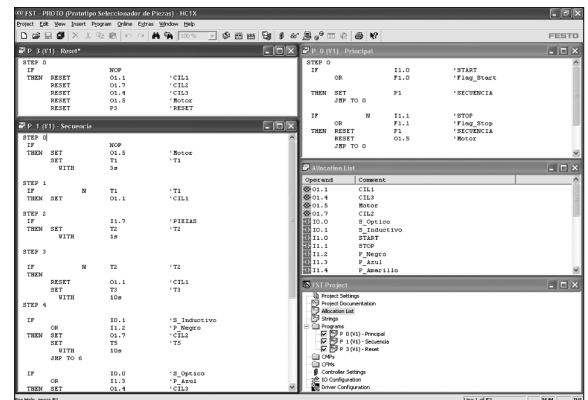 FST - PROTO (Prototipo Seleccionador de Piezas) - HC1X
Project Edit View Insert Program Online Extras Window Help
100%
FESTO
P 3 (V1) - Reset*
STEP 0
IF NOP
THEN RESET O1.1 'CIL1
RESET O1.7 'CIL2
RESET O1.4 'CIL3
RESET O1.5 'Motor
RESET P3 'RESET
P 1 (V1) - Secuencia
STEP 0
IF NOP
THEN SET O1.5 'Motor
SET T1 'T1
WITH 3s
STEP 1
IF N T1 'T1
THEN SET O1.1 'CIL1
STEP 2
IF I1.7 'PIEZAS
THEN SET T2 'T2
WITH 1s
STEP 3
IF N T2 'T2
THEN
RESET O1.1 'CIL1
SET T3 'T3
WITH 10s
STEP 4
IF I0.1 'S_Inductivo
OR I1.2 'P_Negro
THEN SET O1.7 'CIL2
SET T5 'T5
WITH 10s
JMP TO 6
IF I0.0 'S_Optico
OR I1.3 'P_Azul
THEN SET O1.4 'CIL3
P 0 (V1) - Principal
STEP 0
IF I1.0 'START
OR F1.0 'Flag_Start
THEN SET P1 'SECUENCIA
JMP TO 0
IF N I1.1 'STOP
OR F1.1 'Flag_Stop
THEN RESET P1 'SECUENCIA
RESET O1.5 'Motor
JMP TO 0
Allocation List
Operand Comment
O1.1 CIL1
O1.4 CIL3
O1.5 Motor
O1.7 CIL2
I0.0 S_Optico
I0.1 S_Inductivo
I1.0 START
I1.1 STOP
I1.2 P_Negro
I1.3 P_Azul
I1.4 P_Amarillo
FST Project
Project Settings
Project Documentation
Allocation List
Strings
Programs
P 0 (V1) - Principal
P 1 (V1) - Secuencia
P 3 (V1) - Reset
CMPs
CFMs
Controller Settings
IO Configuration
Driver Configuration